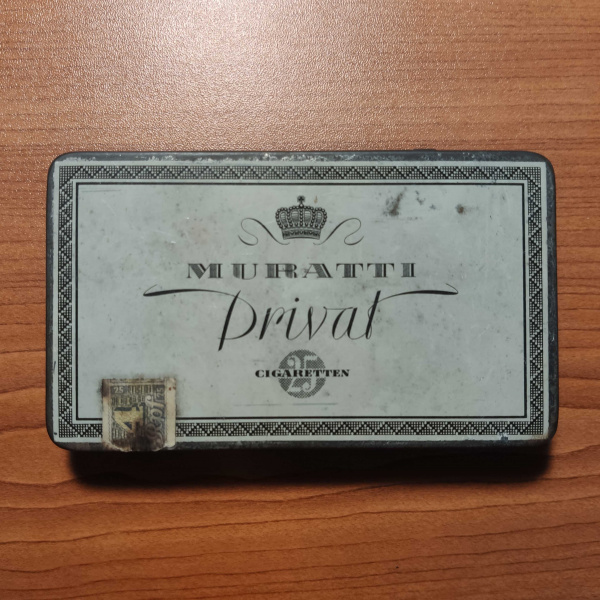 MURATTI
Privat
25
CIGARETTEN